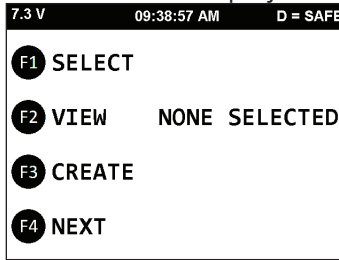 7.3 V 09:38:57 AM D = SAFE
F1 SELECT
F2 VIEW NONE SELECTED
F3 CREATE
F4 NEXT